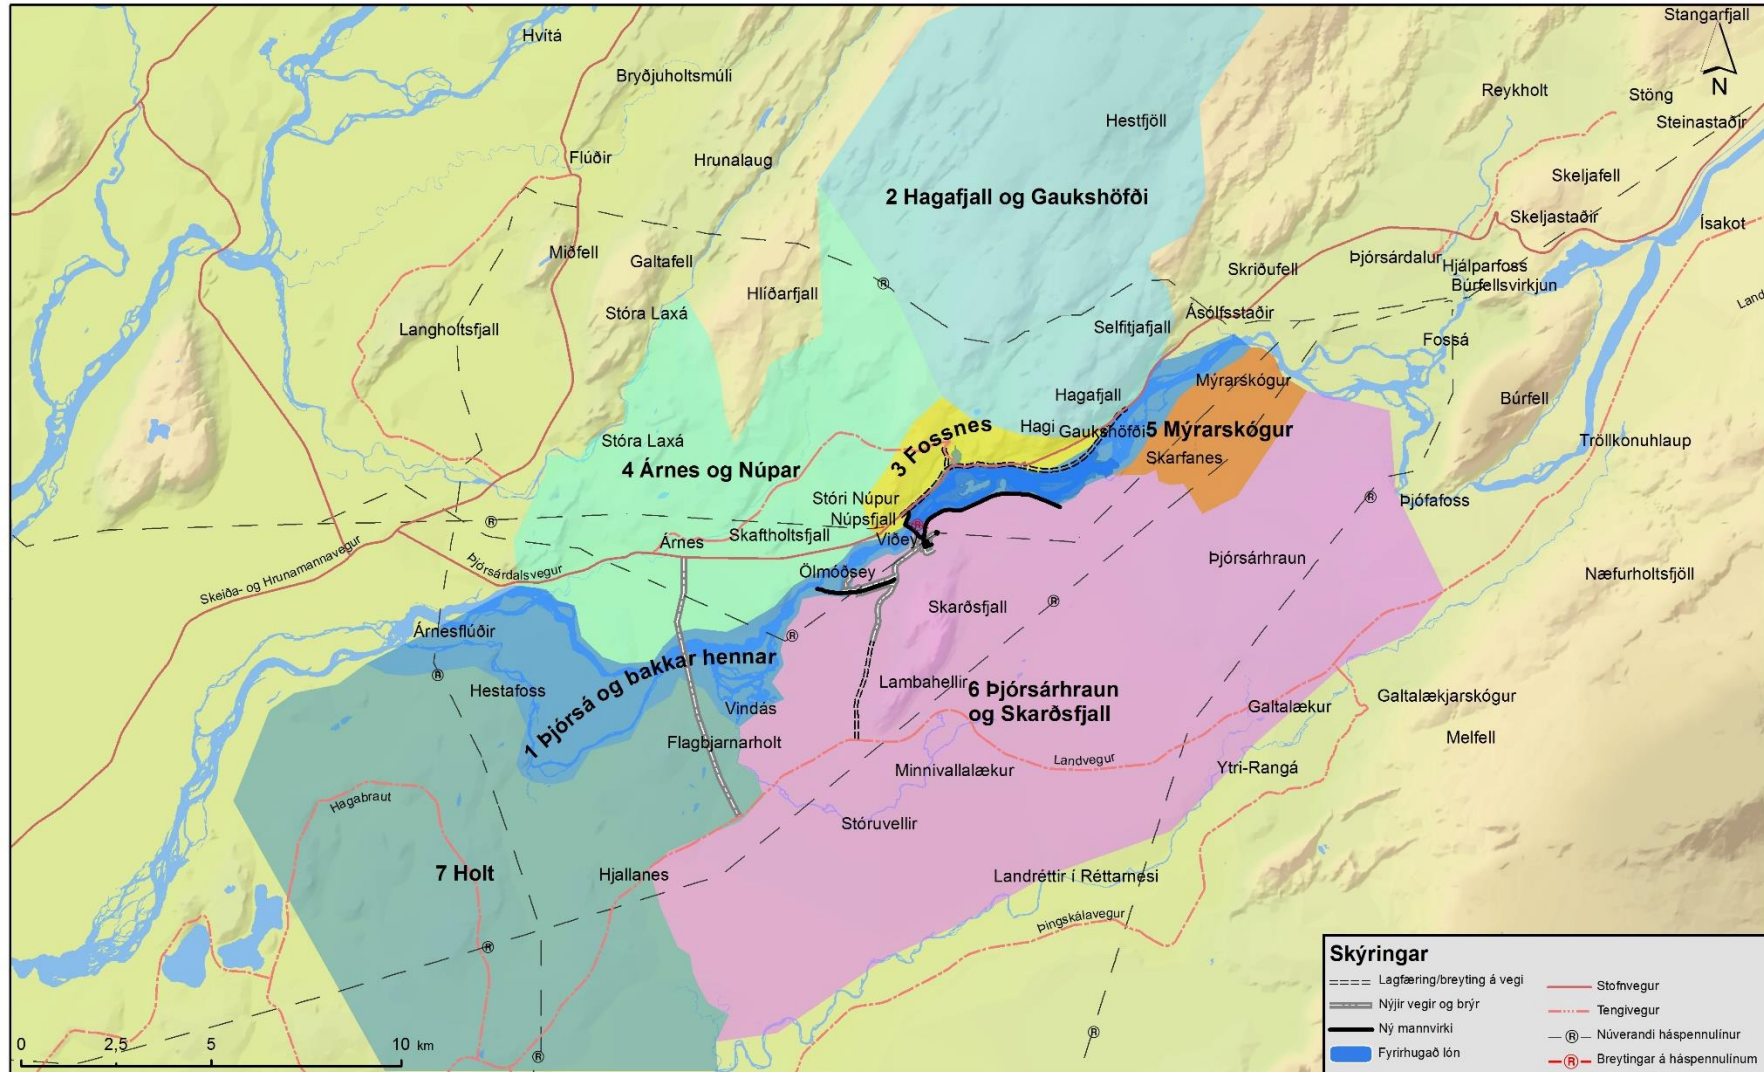 Stangarfjall
N
Hvítá
Bryðjuholtsmúli
Reykholt
Stöng
Steinastaðir
Hestfjöll
Flúðir
Hrunalaug
Skeljafell
2 Hagafjall og Gaukshöfði
Skeljastaðir
Ísakot
Miðfell
Galtafell
Þjórsárdalur
Hjálparfoss
Skriðufell
Búrfellsvirkjun
Hlíðarfjall
Land
Stóra Laxá
Ásólfsstaðir
Langholtsfjall
Selfitjafjall
Fossá
Mýrarskógur
Hagafjall
Búrfell
Hagi
Gaukshöfði
5 Mýrarskógur
3 Fossnes
Stóra Laxá
Tröllkonuhlaup
4 Árnes og Núpar
Skarfanes
Stóri Núpur
Þjófafoss
Núpsfjall
Skaftholtsfjall
Viðey
Árnes
Þjórsárhraun
Þjórsárdalsvegur
Ölmóðsey
Skeiða- og Hrunamannavegur
Næfurholtsfjöll
Skarðsfjall
Árnesflúðir
1 Þjórsá og bakkar hennar
Hestafoss
Lambahellir
6 Þjórsárhraun
og Skarðsfjall
Galtalækjarskógur
Vindás
Galtalækur
Flagbjarnarholt
Melfell
Landvegur
Ytri-Rangá
Minnivallalækur
Hagabraut
Stóruvellir
7 Holt
Hjallanes
Landréttir í Réttarnesi
Þingskálavegur
Skýringar
Lagfæring/breyting á vegi
Nýjir vegir og brýr
Ný mannvirki
Fyrirhugað lón
Stofnvegur
Tengivegur
R Núverandi háspennulínur
R Breytingar á háspennulínum
0 2,5 5 10 km